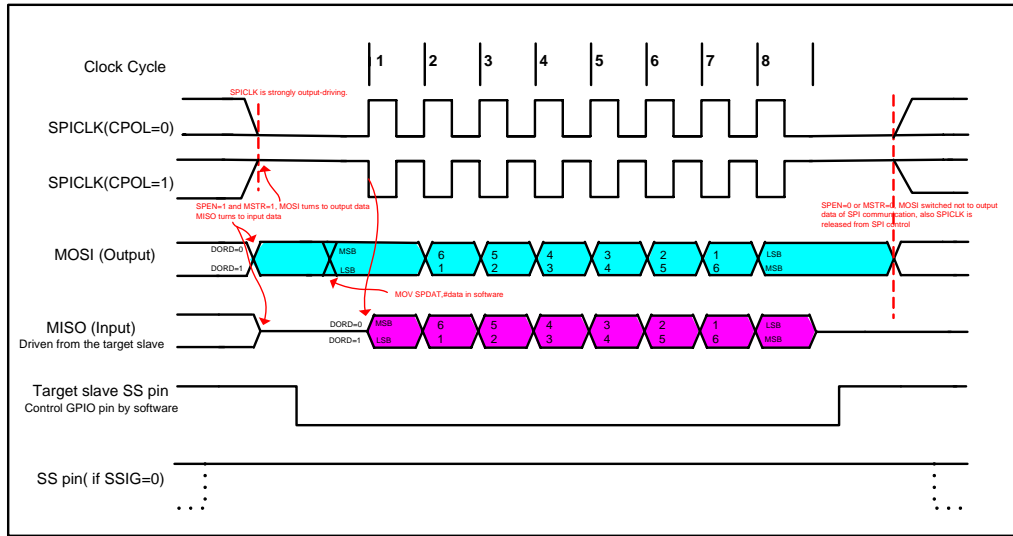 Clock Cycle
1 2 3 4 5 6 7 8
SPICLK is strongly output-driving.
SPICLK(CPOL=0)
SPICLK(CPOL=1)
SPEN=1 and MSTR=1, MOSI turns to output data
MISO turns to input data
SPEN=0 or MSTR=0, MOSI switched not to output
data of SPI communication, also SPICLK is
released from SPI control
MOSI (Output)
DORD=0 MSB 6 5 4 3 2 1 LSB
DORD=1 LSB 1 2 3 4 5 6 MSB
MOV SPDAT,#data in software
MISO (Input)
Driven from the target slave
DORD=0 MSB 6 5 4 3 2 1 LSB
DORD=1 LSB 1 2 3 4 5 6 MSB
Target slave SS pin
Control GPIO pin by software
SS pin( if SSIG=0)